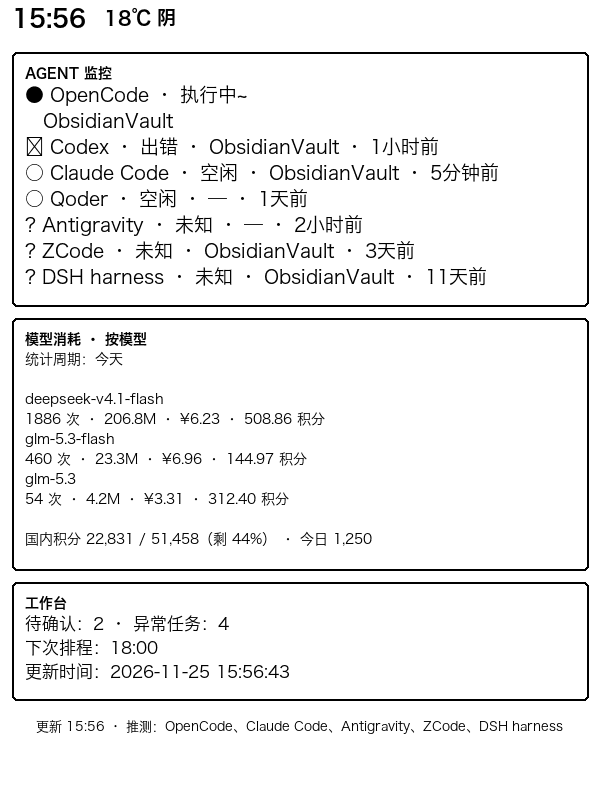 15:56 18℃ 阴
AGENT 监控
● OpenCode · 执行中~
ObsidianVault
☒ Codex · 出错 · ObsidianVault · 1小时前
○ Claude Code · 空闲 · ObsidianVault · 5分钟前
○ Qoder · 空闲 · — · 1天前
? Antigravity · 未知 · — · 2小时前
? ZCode · 未知 · ObsidianVault · 3天前
? DSH harness · 未知 · ObsidianVault · 11天前
模型消耗 · 按模型
统计周期: 今天
deepseek-v4.1-flash
1886 次 · 206.8M · ¥6.23 · 508.86 积分
glm-5.3-flash
460 次 · 23.3M · ¥6.96 · 144.97 积分
glm-5.3
54 次 · 4.2M · ¥3.31 · 312.40 积分
国内积分 22,831 / 51,458（剩 44%） · 今日 1,250
工作台
待确认: 2 · 异常任务: 4
下次排程: 18:00
更新时间: 2026-11-25 15:56:43
更新 15:56 · 推测: OpenCode、Claude Code、Antigravity、ZCode、DSH harness